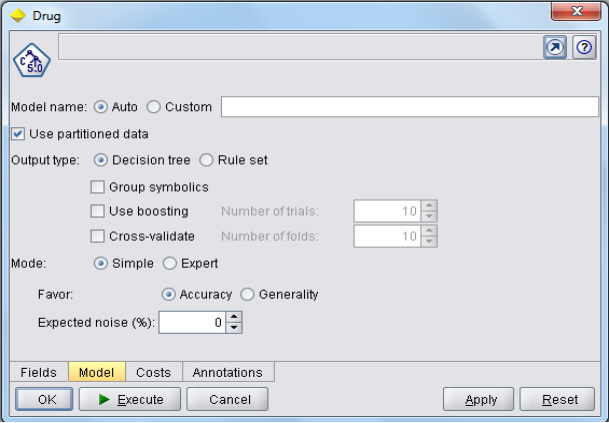 Drug
C 5.0
Model name: Auto Custom
Use partitioned data
Output type: Decision tree Rule set
Group symbolics
Use boosting Number of trials: 10
Cross-validate Number of folds: 10
Mode: Simple Expert
Favor: Accuracy Generality
Expected noise (%): 0
Fields Model Costs Annotations
OK Execute Cancel Apply Reset